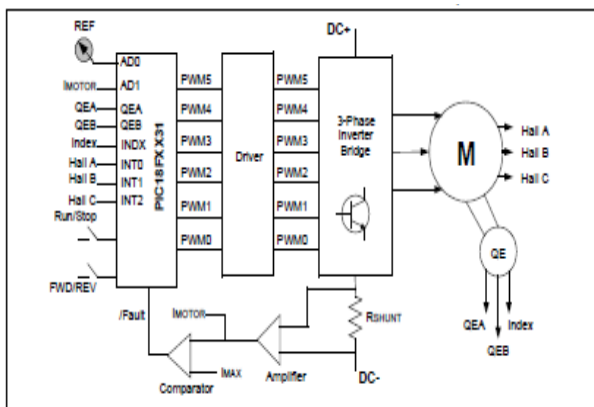 REF
DC+
AD0
IMOTOR
AD1
PWM5
PWM5
QEA
QEA
PWM4
PWM4
QEB
QEB
Index
INDX
PWM3
PWM3
Hall A
INT0
Hall B
INT1
PWM2
PWM2
Hall C
INT2
Run/Stop
PWM1
PWM1
PWM0
PWM0
FWD/REV
PIC18FXX31
Driver
3-Phase
Inverter
Bridge
M
Hall A
Hall B
Hall C
QE
QEA
Index
QEB
/Fault
IMOTOR
RSHUNT
IMAX
Comparator
Amplifier
DC-